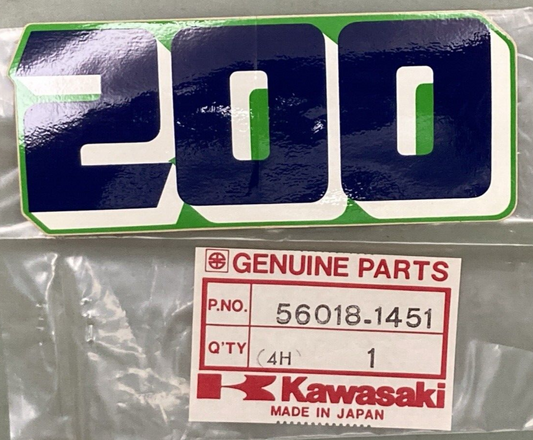 200
GENUINE PARTS
P.NO. 56018-1451
Q'TY (4H) 1
Kawasaki
MADE IN JAPAN